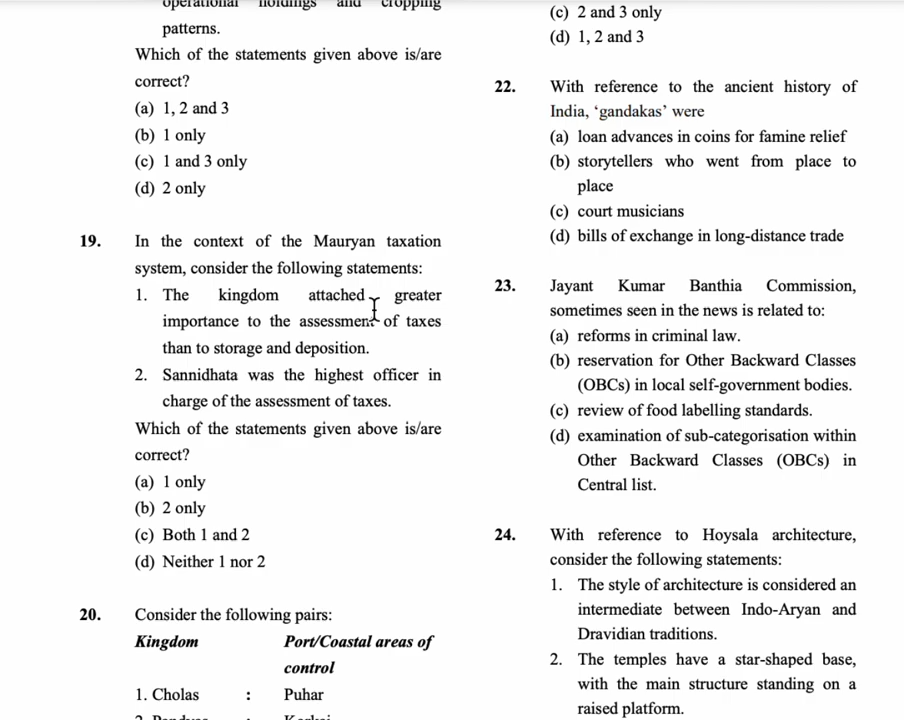 operational holdings and cropping
patterns.
Which of the statements given above is/are
correct?
(a) 1, 2 and 3
(b) 1 only
(c) 1 and 3 only
(d) 2 only
19. In the context of the Mauryan taxation
system, consider the following statements:
1. The kingdom attached greater
importance to the assessment of taxes
than to storage and deposition.
2. Sannidhata was the highest officer in
charge of the assessment of taxes.
Which of the statements given above is/are
correct?
(a) 1 only
(b) 2 only
(c) Both 1 and 2
(d) Neither 1 nor 2
20. Consider the following pairs:
Kingdom Port/Coastal areas of
control
1. Cholas : Puhar
2. Pandyas : Korkai
(c) 2 and 3 only
(d) 1, 2 and 3
22. With reference to the ancient history of
India, ‘gandakas’ were
(a) loan advances in coins for famine relief
(b) storytellers who went from place to
place
(c) court musicians
(d) bills of exchange in long-distance trade
23. Jayant Kumar Banthia Commission,
sometimes seen in the news is related to:
(a) reforms in criminal law.
(b) reservation for Other Backward Classes
(OBCs) in local self-government bodies.
(c) review of food labelling standards.
(d) examination of sub-categorisation within
Other Backward Classes (OBCs) in
Central list.
24. With reference to Hoysala architecture,
consider the following statements:
1. The style of architecture is considered an
intermediate between Indo-Aryan and
Dravidian traditions.
2. The temples have a star-shaped base,
with the main structure standing on a
raised platform.